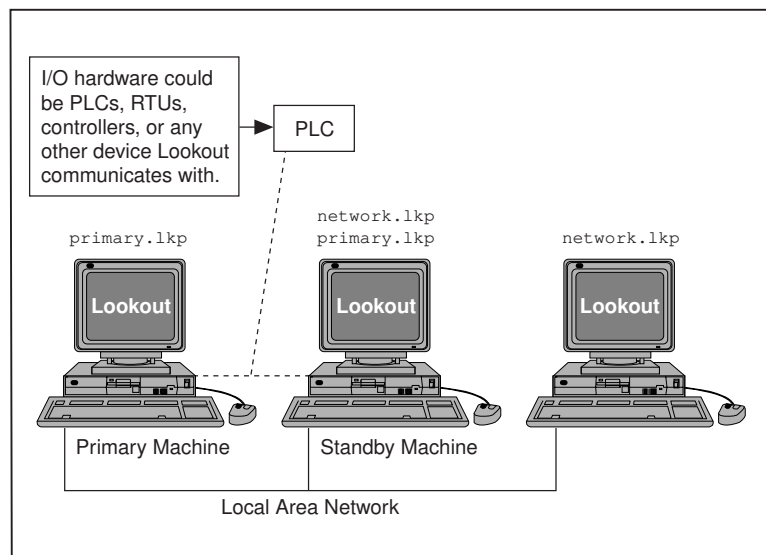 I/O hardware could
be PLCs, RTUs,
controllers, or any
other device Lookout
communicates with.
PLC
network.lkp
primary.lkp
primary.lkp
network.lkp
Lookout
Lookout
Lookout
Primary Machine
Standby Machine
Local Area Network